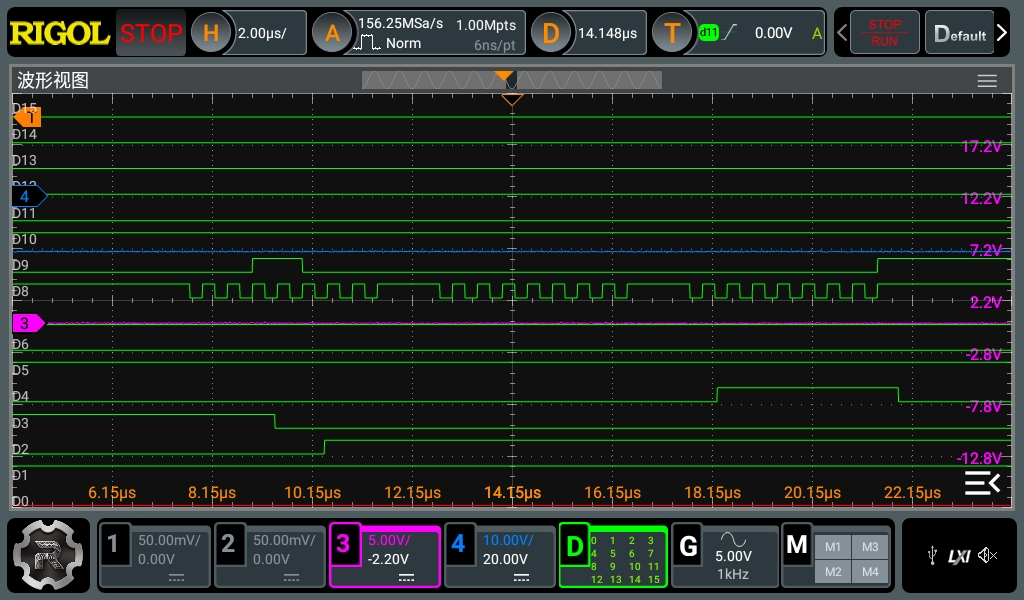 RIGOL STOP H 2.00μs/ A 156.25MSa/s 1.00Mpts Norm 6ns/pt D 14.148μs T d11 0.00V A STOP RUN Default
波形视图
D15
T
D14
17.2V
D13
D12
4
12.2V
D11
D10
7.2V
D9
D8
2.2V
3
D6
-2.8V
D5
D4
-7.8V
D3
D2
-12.8V
D1
6.15μs 8.15μs 10.15μs 12.15μs 14.15μs 16.15μs 18.15μs 20.15μs 22.15μs
D0
1 50.00mV/ 0.00V
2 50.00mV/ 0.00V
3 5.00V/ -2.20V
4 10.00V/ 20.00V
D 0 1 2 3
4 5 6 7
8 9 10 11
12 13 14 15
G 5.00V 1kHz
M M1 M3
M2 M4
LXI
R